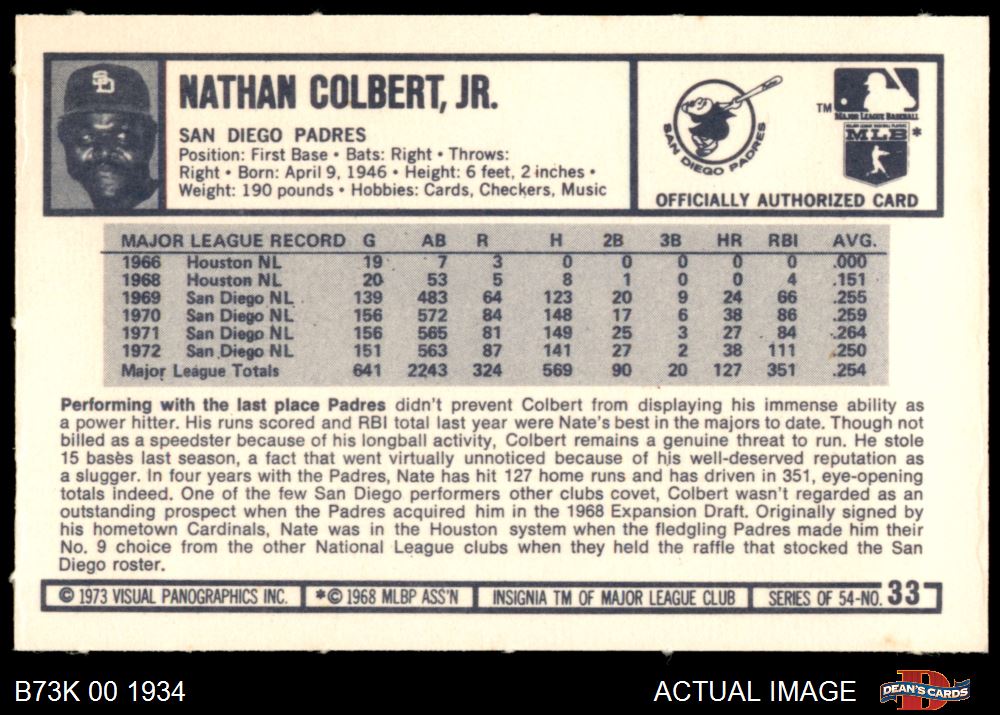 NATHAN COLBERT, JR.
SAN DIEGO PADRES
Position: First Base • Bats: Right • Throws:
Right • Born: April 9, 1946 • Height: 6 feet, 2 inches •
Weight: 190 pounds • Hobbies: Cards, Checkers, Music
SD
SAN DIEGO PADRES
TM
MAJOR LEAGUE BASEBALL
MAJOR LEAGUE BASEBALL PLAYERS
MLB*
OFFICIALLY AUTHORIZED CARD
MAJOR LEAGUE RECORD G AB R H 2B 3B HR RBI AVG.
1966 Houston NL 19 7 3 0 0 0 0 0 .000
1968 Houston NL 20 53 5 8 1 0 0 4 .151
1969 San Diego NL 139 483 64 123 20 9 24 66 .255
1970 San Diego NL 156 572 84 148 17 6 38 86 .259
1971 San Diego NL 156 565 81 149 25 3 27 84 .264
1972 San Diego NL 151 563 87 141 27 2 38 111 .250
Major League Totals 641 2243 324 569 90 20 127 351 .254
Performing with the last place Padres didn't prevent Colbert from displaying his immense ability as
a power hitter. His runs scored and RBI total last year were Nate's best in the majors to date. Though not
billed as a speedster because of his longball activity, Colbert remains a genuine threat to run. He stole
15 bases last season, a fact that went virtually unnoticed because of his well-deserved reputation as
a slugger. In four years with the Padres, Nate has hit 127 home runs and has driven in 351, eye-opening
totals indeed. One of the few San Diego performers other clubs covet, Colbert wasn't regarded as an
outstanding prospect when the Padres acquired him in the 1968 Expansion Draft. Originally signed by
his hometown Cardinals, Nate was in the Houston system when the fledgling Padres made him their
No. 9 choice from the other National League clubs when they held the raffle that stocked the San
Diego roster.
© 1973 VISUAL PANOGRAPHICS INC. *© 1968 MLBP ASS'N INSIGNIA TM OF MAJOR LEAGUE CLUB SERIES OF 54-NO. 33
B73K 00 1934 ACTUAL IMAGE DEAN'S CARDS